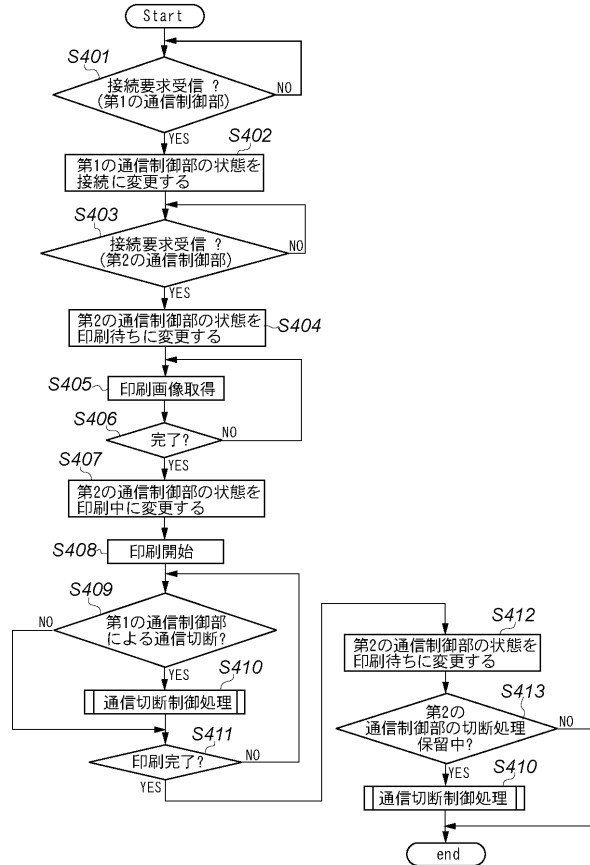 Start
S401
接続要求受信 ?
(第1の通信制御部)
NO
YES
S402
第1の通信制御部の状態を
接続に変更する
S403
接続要求受信 ?
(第2の通信制御部)
NO
YES
第2の通信制御部の状態を
印刷待ちに変更する
S404
S405
印刷画像取得
S406
完了?
NO
YES
S407
第2の通信制御部の状態を
印刷中に変更する
S408
印刷開始
S409
NO
第1の通信制御部
による通信切断?
YES
S410
通信切断制御処理
S411
印刷完了?
NO
YES
S412
第2の通信制御部の状態を
印刷待ちに変更する
S413
第2の
通信制御部の切断処理
保留中?
NO
YES
S410
通信切断制御処理
end